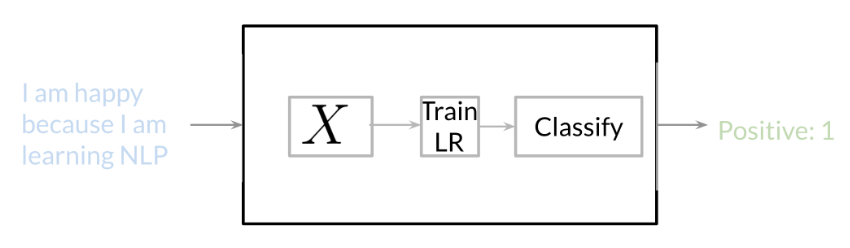 I am happy
because I am
learning NLP
X
Train
LR
Classify
Positive: 1